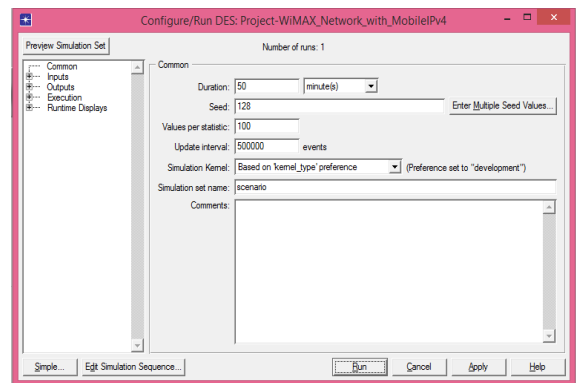 Configure/Run DES: Project-WiMAX_Network_with_MobileIPv4
Preview Simulation Set
Number of runs: 1
Common
Inputs
Outputs
Execution
Runtime Displays
Common
Duration: 50 minute(s)
Seed: 128 Enter Multiple Seed Values...
Values per statistic: 100
Update interval: 500000 events
Simulation Kernel: Based on 'kernel_type' preference (Preference set to "development")
Simulation set name: scenario
Comments:
Simple... Edit Simulation Sequence... Run Cancel Apply Help